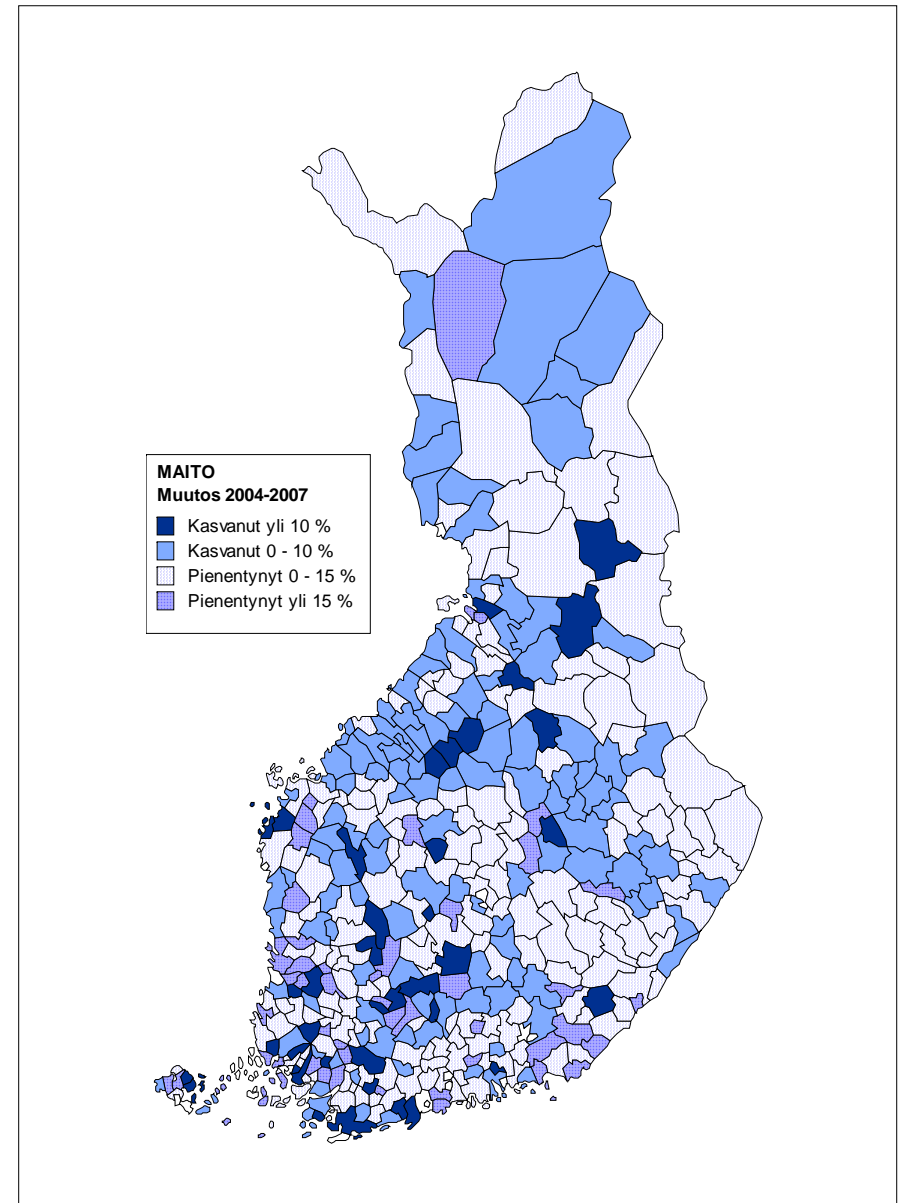 MAITO
Muutos 2004-2007
Kasvanut yli 10 %
Kasvanut 0 - 10 %
Pienentynyt 0 - 15 %
Pienentynyt yli 15 %